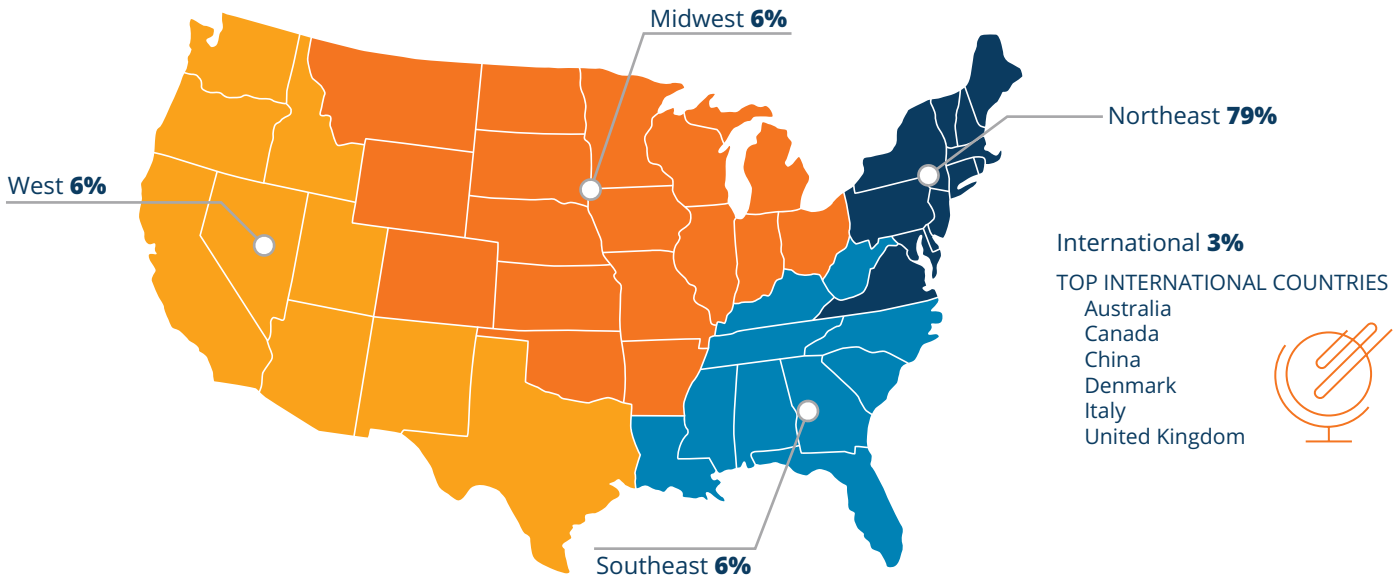 Midwest 6%
Northeast 79%
West 6%
International 3%
TOP INTERNATIONAL COUNTRIES
Australia
Canada
China
Denmark
Italy
United Kingdom
Southeast 6%